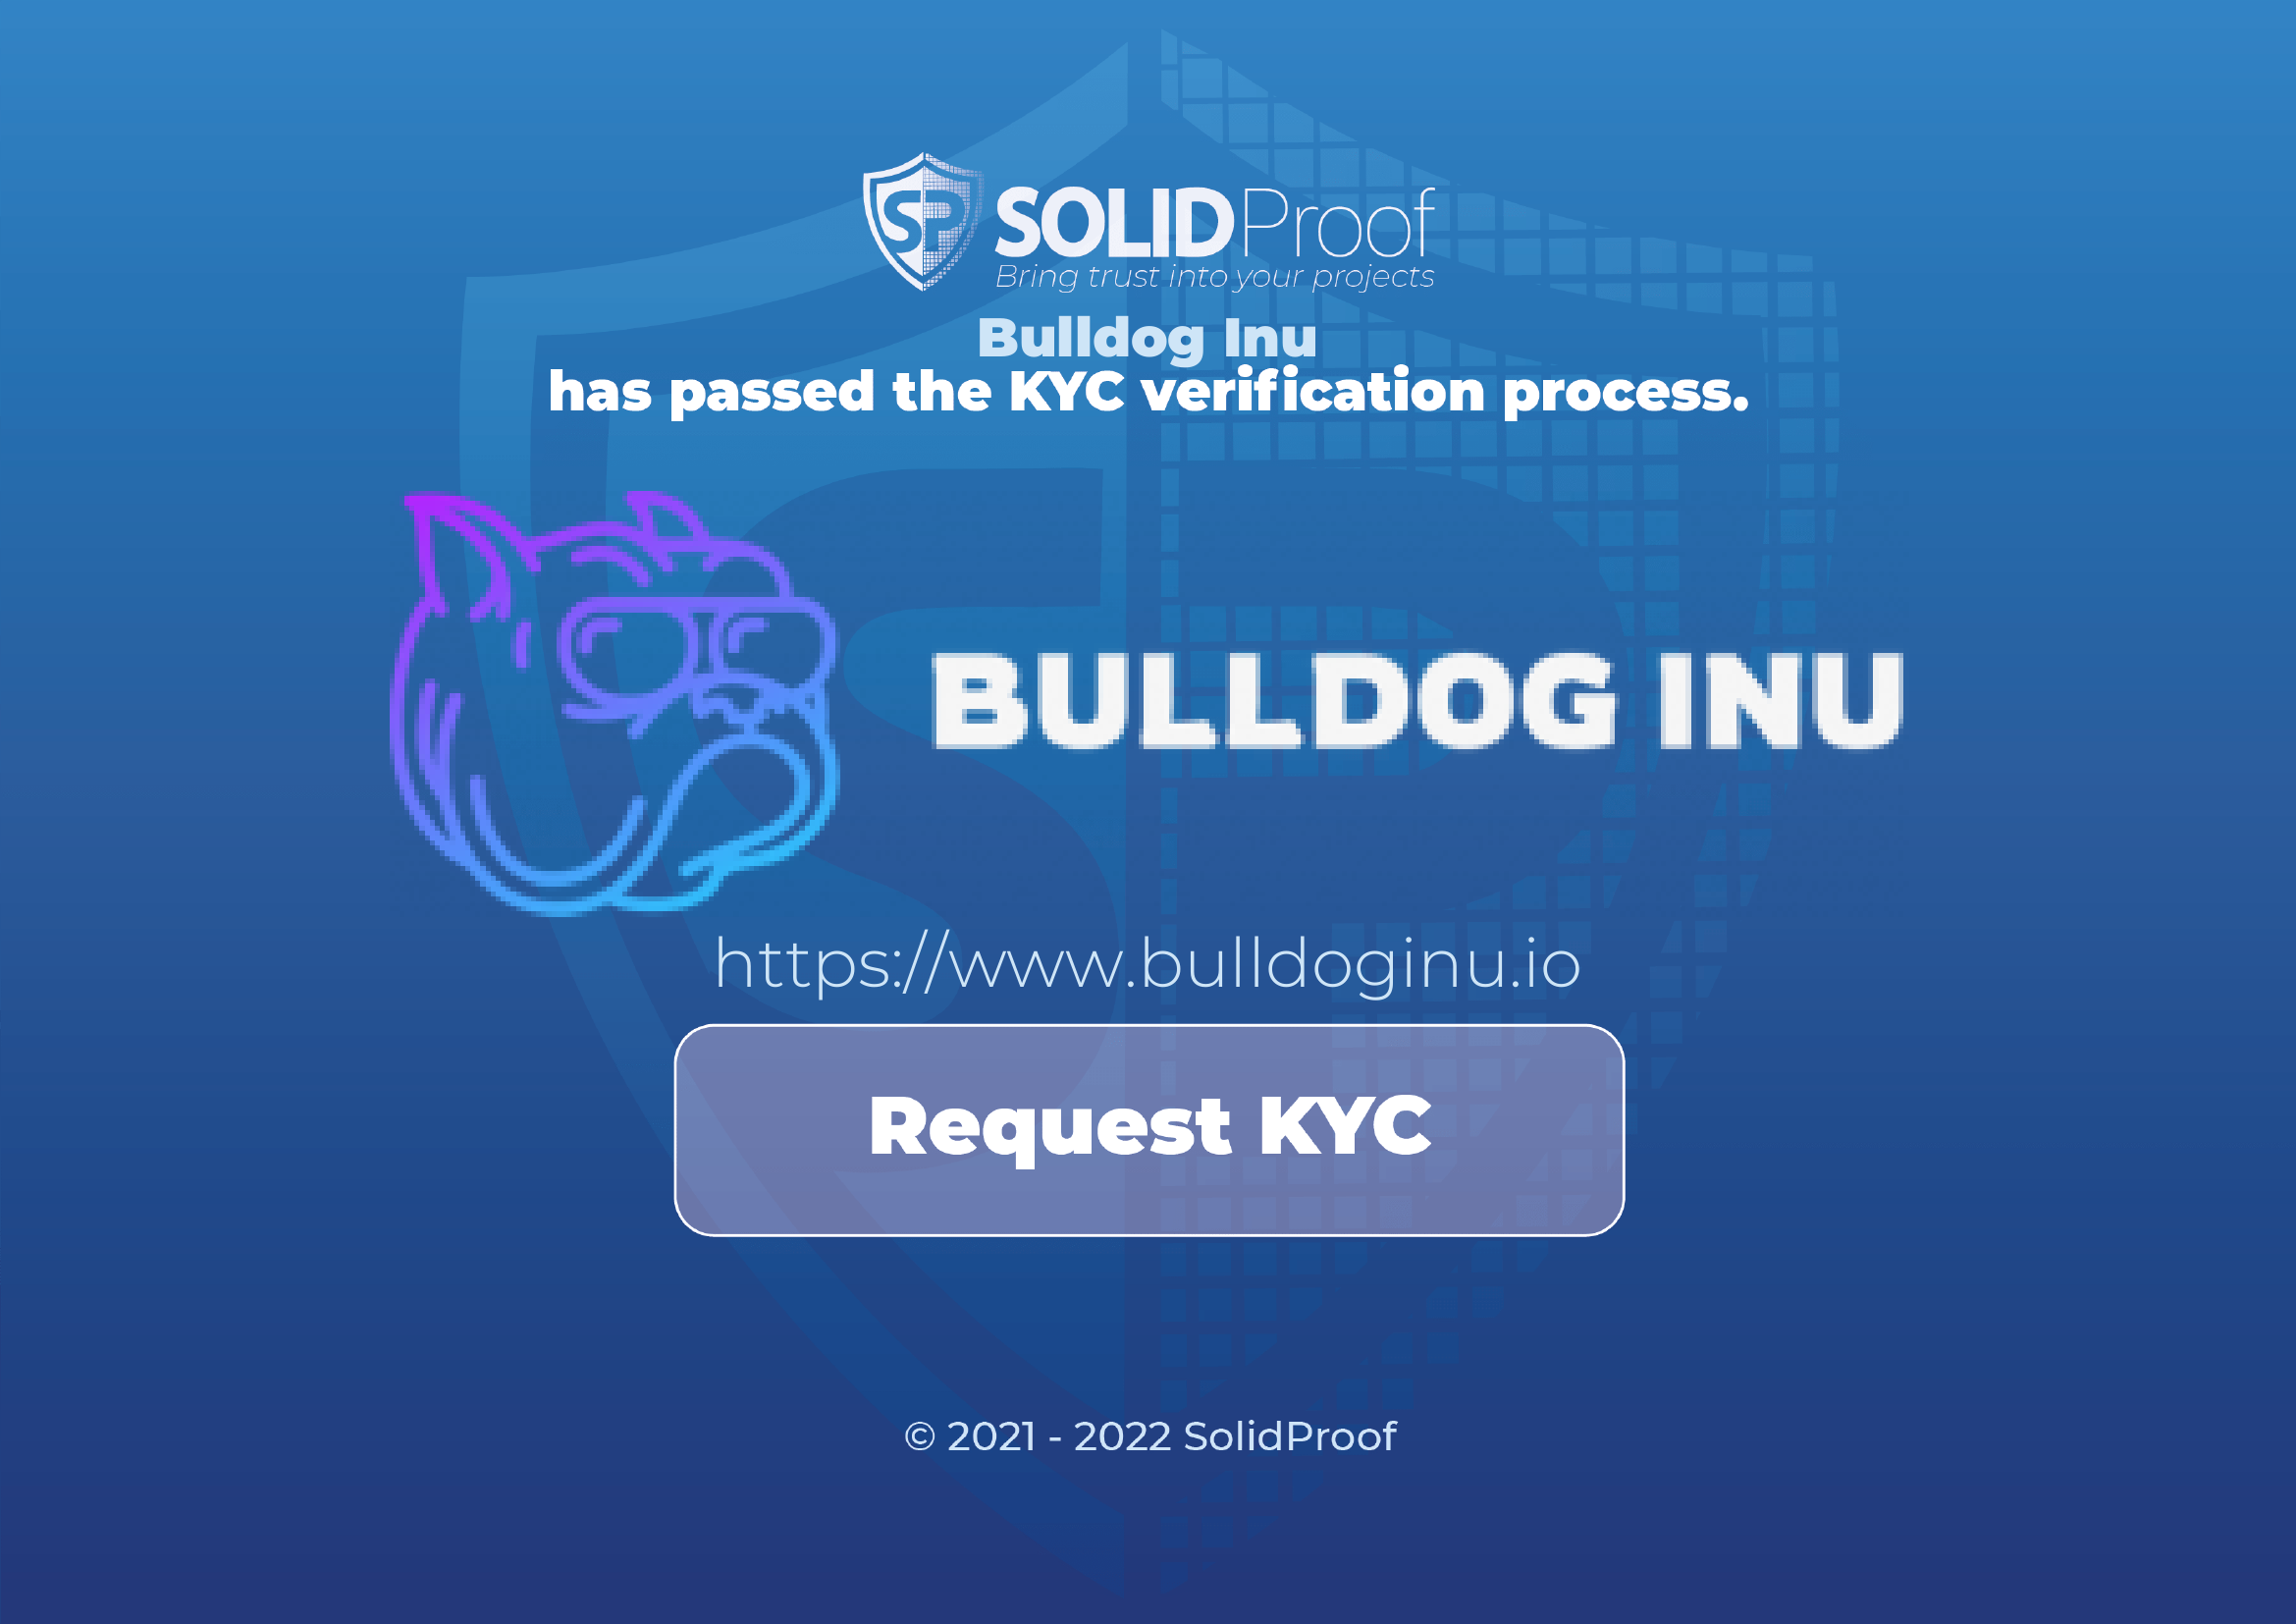 SP SOLIDProof
Bring trust into your projects
Bulldog Inu
has passed the KYC verification process.
BULLDOG INU
https://www.bulldoginu.io
Request KYC
© 2021 - 2022 SolidProof